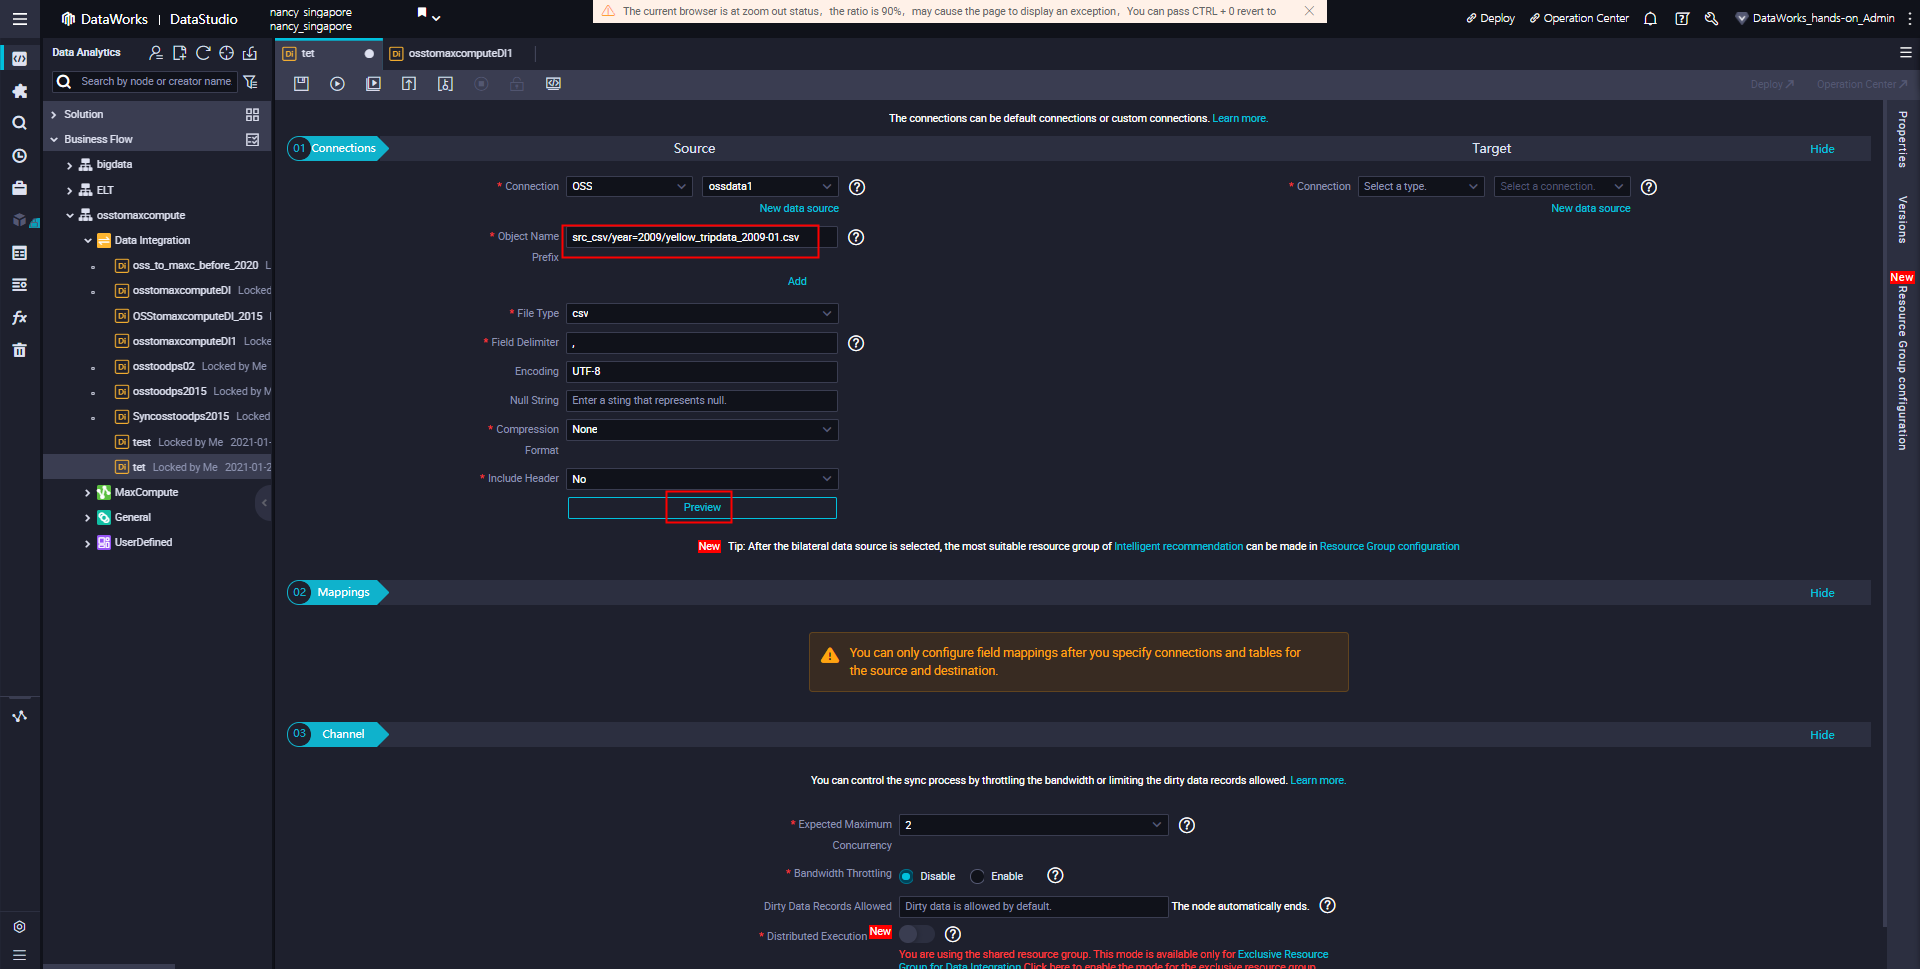 DataWorks | DataStudio
nancy_singapore
nancy_singapore
The current browser is at zoom out status，the ratio is 90%，may cause the page to display an exception，You can pass CTRL + 0 revert to
Deploy
Operation Center
DataWorks_hands-on_Admin
Data Analytics
Search by node or creator name
Solution
Business Flow
bigdata
ELT
osstomaxcompute
Data Integration
Di oss_to_maxc_before_2020 L
Di osstomaxcomputeDI Locked
Di OSStomaxcomputeDI_2015
Di osstomaxcomputeDI1 Locke
Di osstoodps02 Locked by Me
Di osstoodps2015 Locked by M
Di Syncosstoodps2015 Locked
Di test Locked by Me 2021-01-
Di tet Locked by Me 2021-01-2
MaxCompute
General
UserDefined
Di tet
Di osstomaxcomputeDI1
Deploy
Operation Center
The connections can be default connections or custom connections. Learn more.
01 Connections
Source
Target
Hide
* Connection OSS ossdata1
New data source
* Object Name Prefix
src_csv/year=2009/yellow_tripdata_2009-01.csv
Add
* File Type csv
* Field Delimiter ,
Encoding UTF-8
Null String Enter a sting that represents null.
* Compression Format
None
* Include Header No
Preview
* Connection Select a type. Select a connection.
New data source
New Tip: After the bilateral data source is selected, the most suitable resource group of Intelligent recommendation can be made in Resource Group configuration
02 Mappings
Hide
You can only configure field mappings after you specify connections and tables for
the source and destination.
03 Channel
Hide
You can control the sync process by throttling the bandwidth or limiting the dirty data records allowed. Learn more.
* Expected Maximum Concurrency
2
* Bandwidth Throttling Disable Enable
Dirty Data Records Allowed Dirty data is allowed by default. The node automatically ends.
* Distributed Execution New
You are using the shared resource group. This mode is available only for Exclusive Resource
Group for Data Integration Click here to enable the mode for the exclusive resource group
Properties
Versions
New
Resource Group configuration